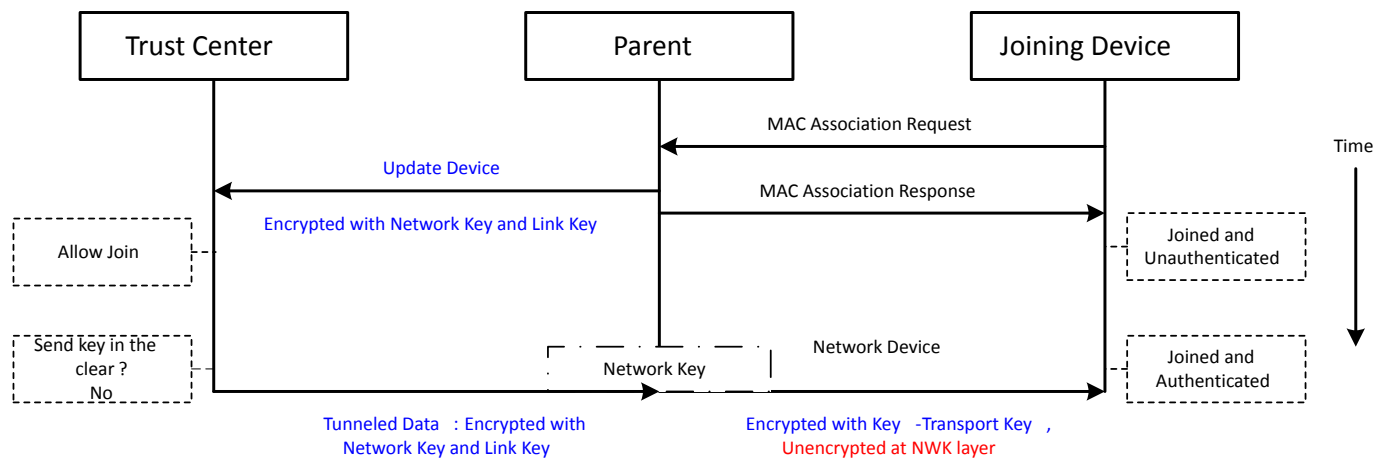 Trust Center
Parent
Joining Device
MAC Association Request
Time
Update Device
MAC Association Response
Encrypted with Network Key and Link Key
Allow Join
Joined and
Unauthenticated
Send key in the
clear ?
No
Network Key
Network Device
Joined and
Authenticated
Tunneled Data : Encrypted with
Network Key and Link Key
Encrypted with Key -Transport Key ,
Unencrypted at NWK layer